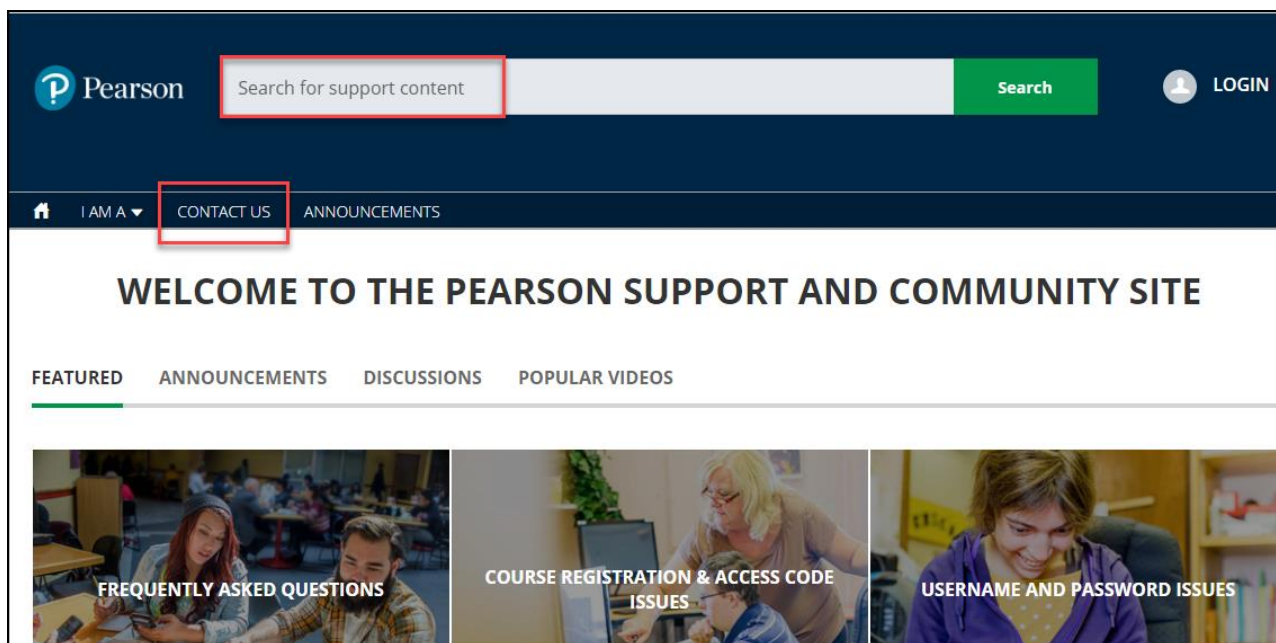 Pearson
Search for support content
Search
LOGIN
I AM A
CONTACT US
ANNOUNCEMENTS
WELCOME TO THE PEARSON SUPPORT AND COMMUNITY SITE
FEATURED
ANNOUNCEMENTS
DISCUSSIONS
POPULAR VIDEOS
FREQUENTLY ASKED QUESTIONS
COURSE REGISTRATION & ACCESS CODE
ISSUES
USERNAME AND PASSWORD ISSUES